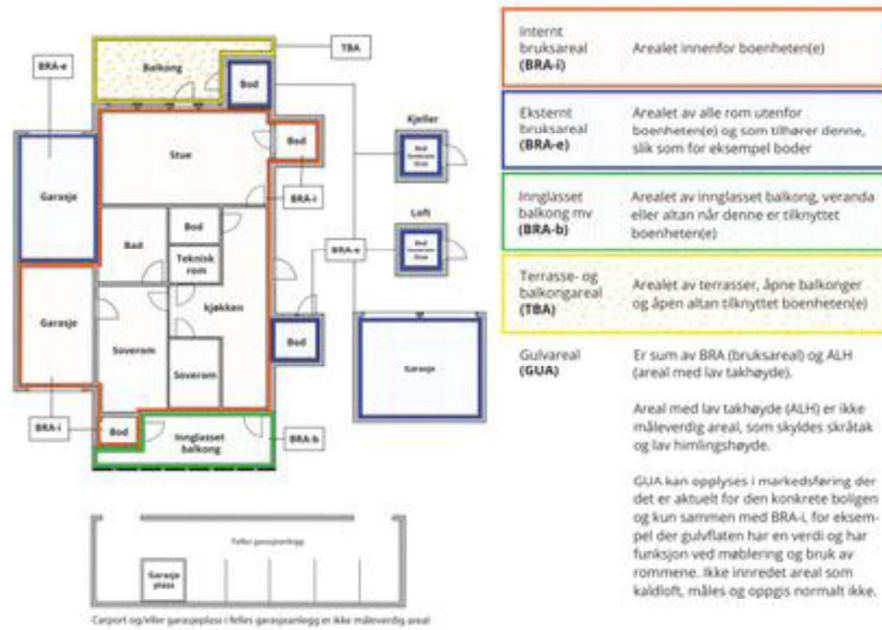 TBA
BRA-e
Balkong
Bod
Kjeller
Bod
Stue
Bod
Garasje
BRA-i
Loft
Bad
Bod
Teknisk
rom
BRA-e
Bod
kjøkken
Garasje
Soverom
Bod
Garasje
Soverom
BRA-i
Bod
Innglasset
balkong
BRA-b
Felles garasjeanlegg
Garasje
plass
Carport og/eller garasjeplass i felles garasjeanlegg er ikke måleverdig areal
Internt
bruksareal
(BRA-i)
Arealet innenfor boenheten(e)
Eksternt
bruksareal
(BRA-e)
Arealet av alle rom utenfor
boenheten(e) og som tilhører denne,
slik som for eksempel boder
Innglasset
balkong mv
(BRA-b)
Arealet av innglasset balkong, veranda
eller altan når denne er tilknyttet
boenheten(e)
Terrasse- og
balkongareal
(TBA)
Arealet av terrasser, åpne balkonger
og åpen altan tilknyttet boenheten(e)
Gulvareal
(GUA)
Er sum av BRA (bruksareal) og ALH
(areal med lav takhøyde).
Areal med lav takhøyde (ALH) er ikke
måleverdig areal, som skyldes skråtak
og lav himlingshøyde.
GUA kan opplyses i markedsføring der
det er aktuelt for den konkrete boligen
og kun sammen med BRA-i, for eksem-
pel der gulvflaten har en verdi og har
funksjon ved møblering og bruk av
rommene. Ikke innredet areal som
kaldloft, måles og oppgis normalt ikke.